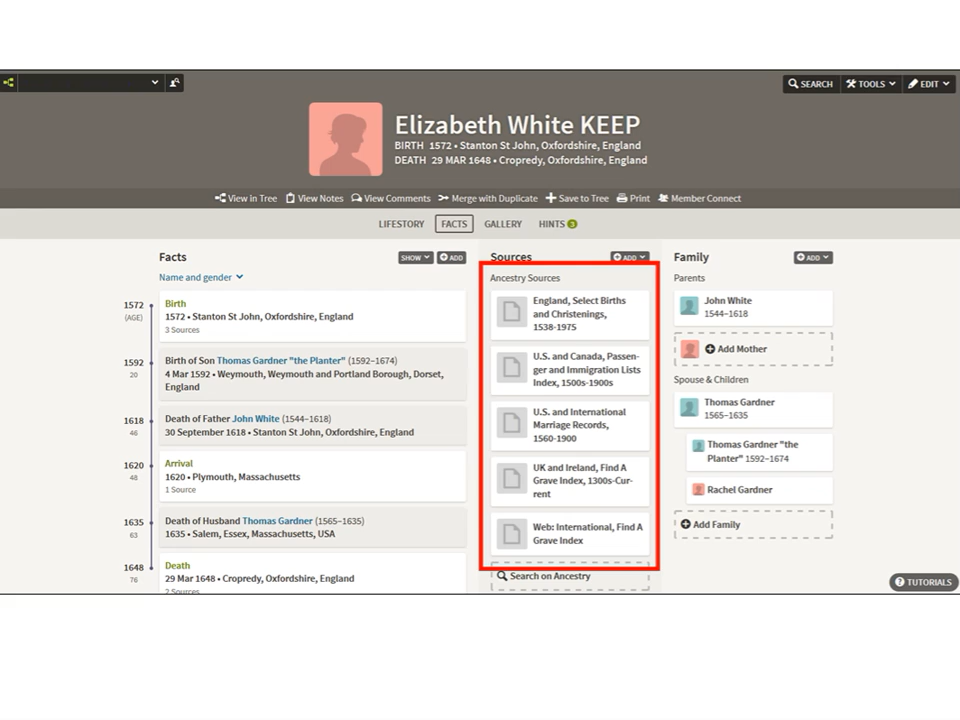 SEARCH TOOLS EDIT
Elizabeth White KEEP
BIRTH 1572 • Stanton St John, Oxfordshire, England
DEATH 29 MAR 1648 • Cropredy, Oxfordshire, England
View in Tree View Notes View Comments Merge with Duplicate Save to Tree Print Member Connect
LIFESTORY FACTS GALLERY HINTS 3
Facts SHOW ADD
Name and gender
1572
(AGE)
Birth
1572 • Stanton St John, Oxfordshire, England
3 Sources
1592
20
Birth of Son Thomas Gardner "the Planter" (1592–1674)
4 Mar 1592 • Weymouth, Weymouth and Portland Borough, Dorset,
England
1618
46
Death of Father John White (1544–1618)
30 September 1618 • Stanton St John, Oxfordshire, England
1620
48
Arrival
1620 • Plymouth, Massachusetts
1 Source
1635
63
Death of Husband Thomas Gardner (1565–1635)
1635 • Salem, Essex, Massachusetts, USA
1648
76
Death
29 Mar 1648 • Cropredy, Oxfordshire, England
2 Sources
Sources ADD
Ancestry Sources
England, Select Births
and Christenings,
1538-1975
U.S. and Canada, Passen-
ger and Immigration Lists
Index, 1500s-1900s
U.S. and International
Marriage Records,
1560-1900
UK and Ireland, Find A
Grave Index, 1300s-Cur-
rent
Web: International, Find A
Grave Index
Search on Ancestry
Family ADD
Parents
John White
1544–1618
Add Mother
Spouse & Children
Thomas Gardner
1565–1635
Thomas Gardner "the
Planter" 1592–1674
Rachel Gardner
Add Family
TUTORIALS